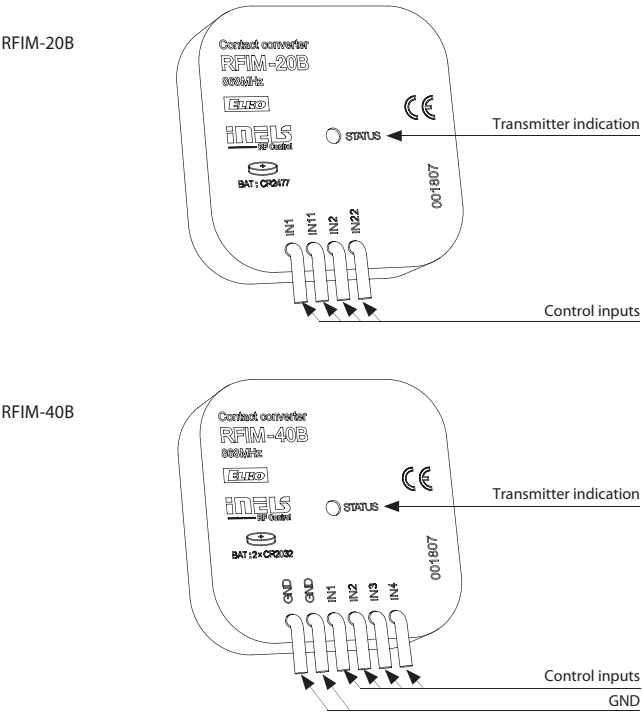 RFIM-20B
Contact converter
RFIM-20B
868MHz
ELKO
iNELS
RF Control
BAT : CR2477
STATUS
Transmitter indication
001807
IN1
IN11
IN2
IN22
Control inputs
RFIM-40B
Contact converter
RFIM-40B
868MHz
ELKO
iNELS
RF Control
BAT :2×CR2032
STATUS
Transmitter indication
001807
GND
GND
IN1
IN2
IN3
IN4
Control inputs
GND